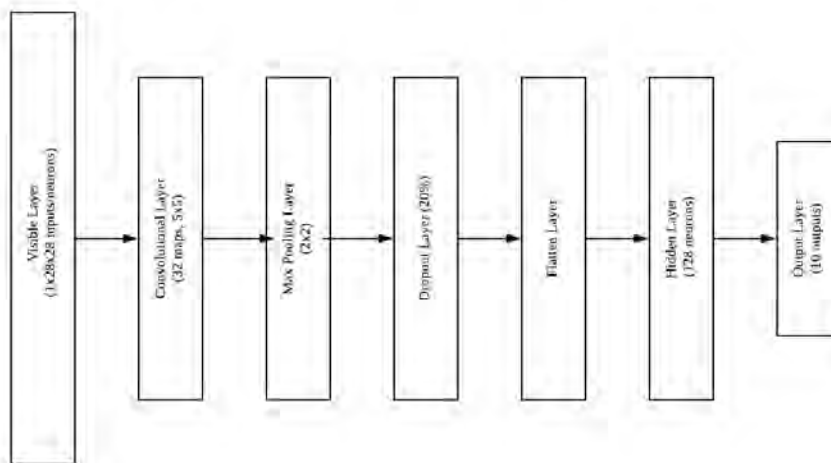 Visible Layer
(1x28x28 inputs/neurons)
Convolutional Layer
(32 maps, 5x5)
Max Pooling Layer
(2x2)
Dropout Layer (20%)
Flatten Layer
Hidden Layer
(128 neurons)
Output Layer
(10 outputs)